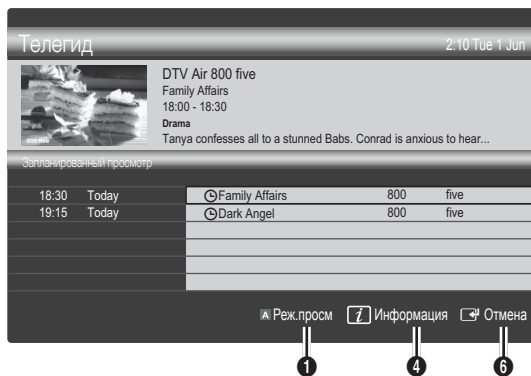 Телегид 2:10 Tue 1 Jun
DTV Air 800 five
Family Affairs
18:00 - 18:30
Drama
Tanya confesses all to a stunned Babs. Conrad is anxious to hear...
800 five
Запланированный просмотр
18:30 Today Family Affairs 800 five
19:15 Today Dark Angel 800 five
A Реж.просм i Информация Отмена
1 4 6